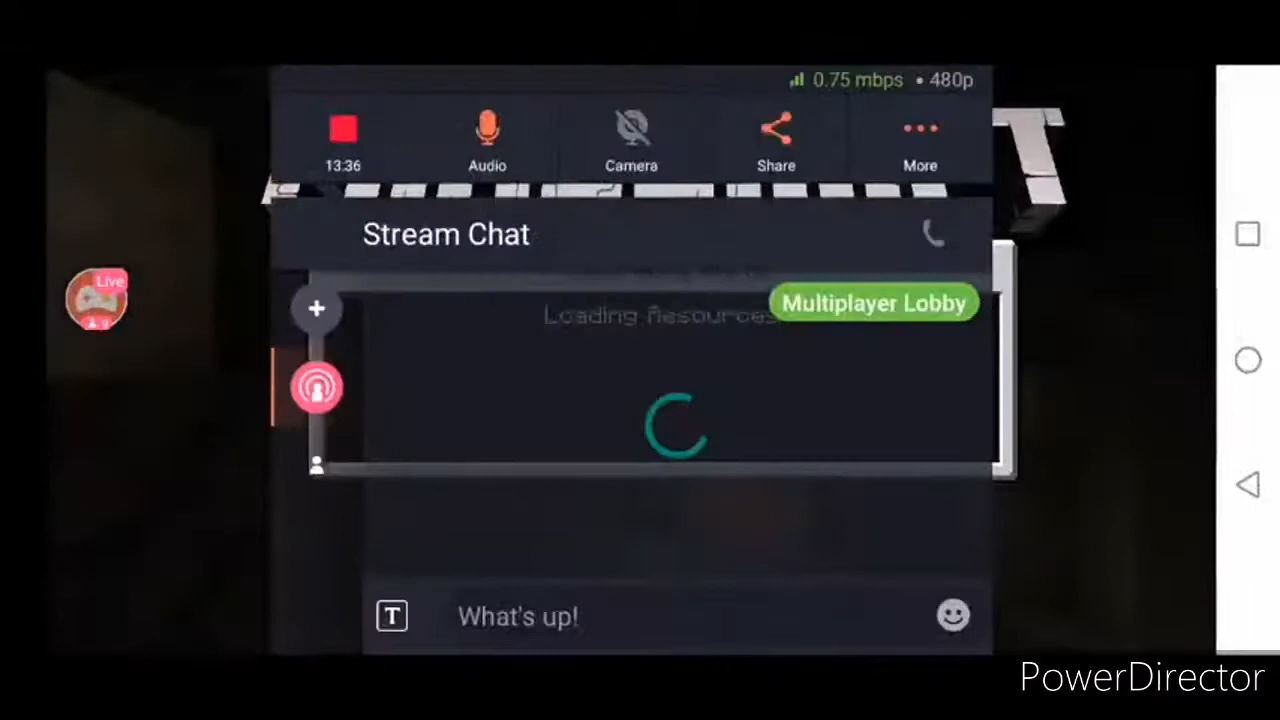 0.75 mbps • 480p
13:36
Audio
Camera
Share
More
T
Stream Chat
Live
Multiplayer Lobby
Loading Resources
T
What's up!
PowerDirector